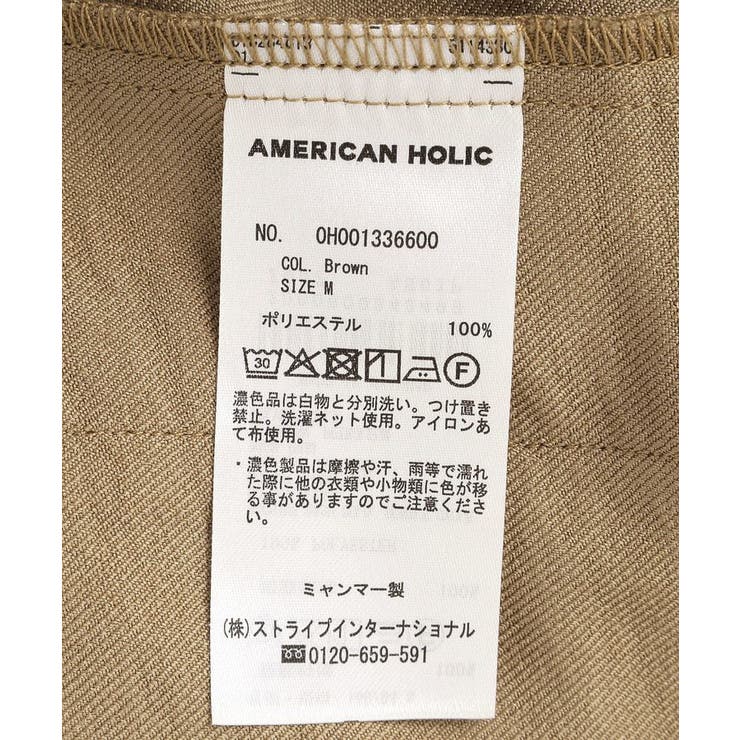 AMERICAN HOLIC
NO. 0H001336600
COL. Brown
SIZE M
ポリエステル 100%
30 F
濃色品は白物と分別洗い。つけ置き
禁止。洗濯ネット使用。アイロンあ
て布使用。
・濃色製品は摩擦や汗、雨等で濡れ
た際に他の衣類や小物類に色が移
る事がありますのでご注意くださ
い。
ミャンマー製
(株)ストライプインターナショナル
0120-659-591